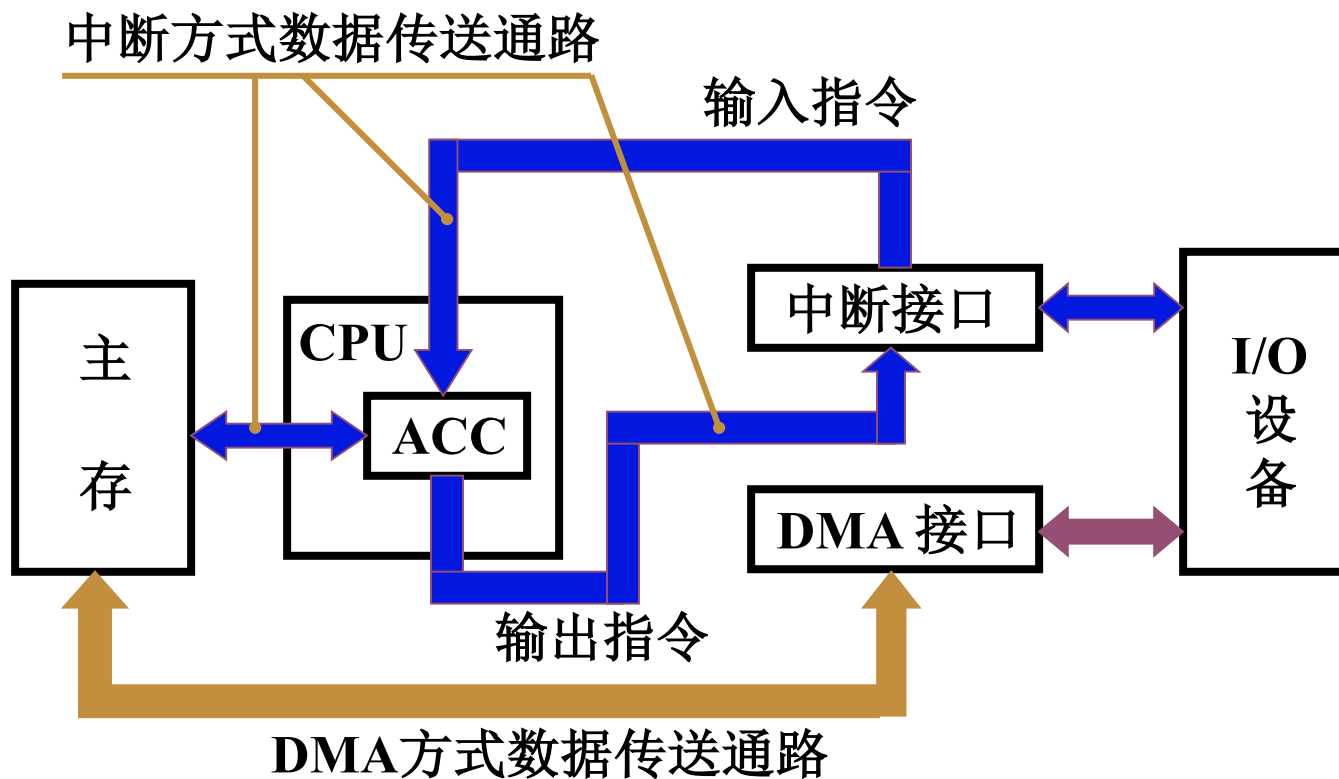 中断方式数据传送通路
输入指令
中断接口
CPU
主存
I/O设备
ACC
DMA 接口
输出指令
DMA方式数据传送通路